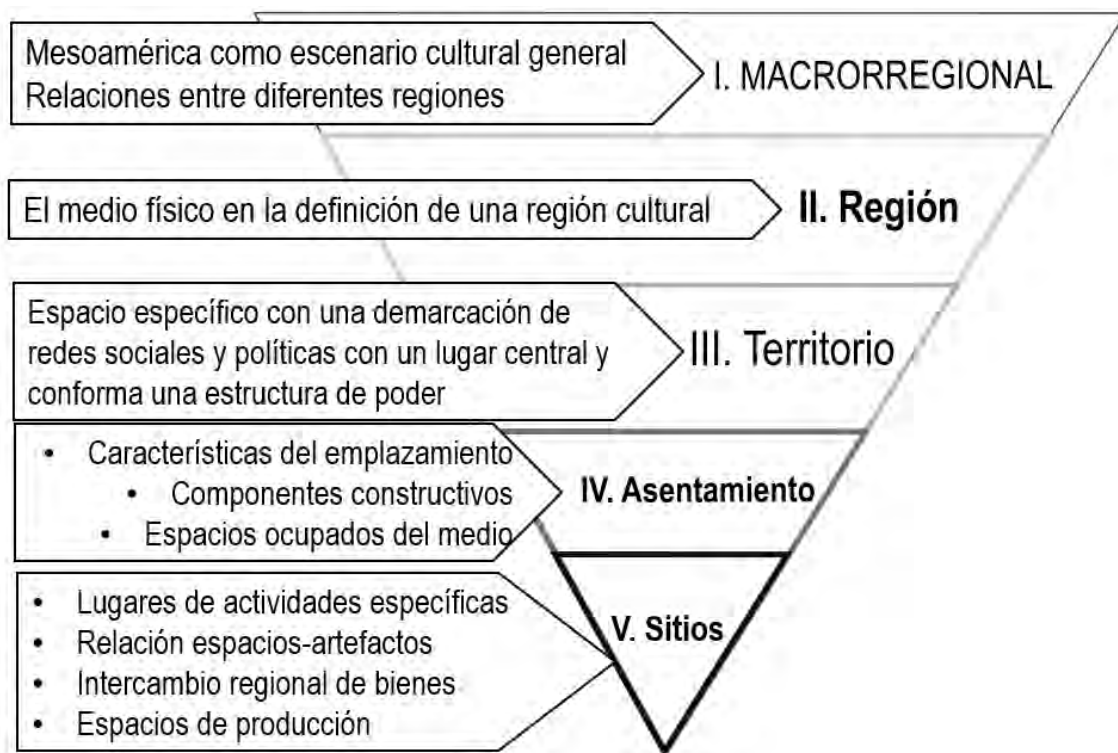 Mesoamérica como escenario cultural general
Relaciones entre diferentes regiones
I. MACRORREGIONAL
El medio físico en la definición de una región cultural
II. Región
Espacio específico con una demarcación de
redes sociales y políticas con un lugar central y
conforma una estructura de poder
III. Territorio
• Características del emplazamiento
• Componentes constructivos
• Espacios ocupados del medio
IV. Asentamiento
• Lugares de actividades específicas
• Relación espacios-artefactos
• Intercambio regional de bienes
• Espacios de producción
V. Sitios